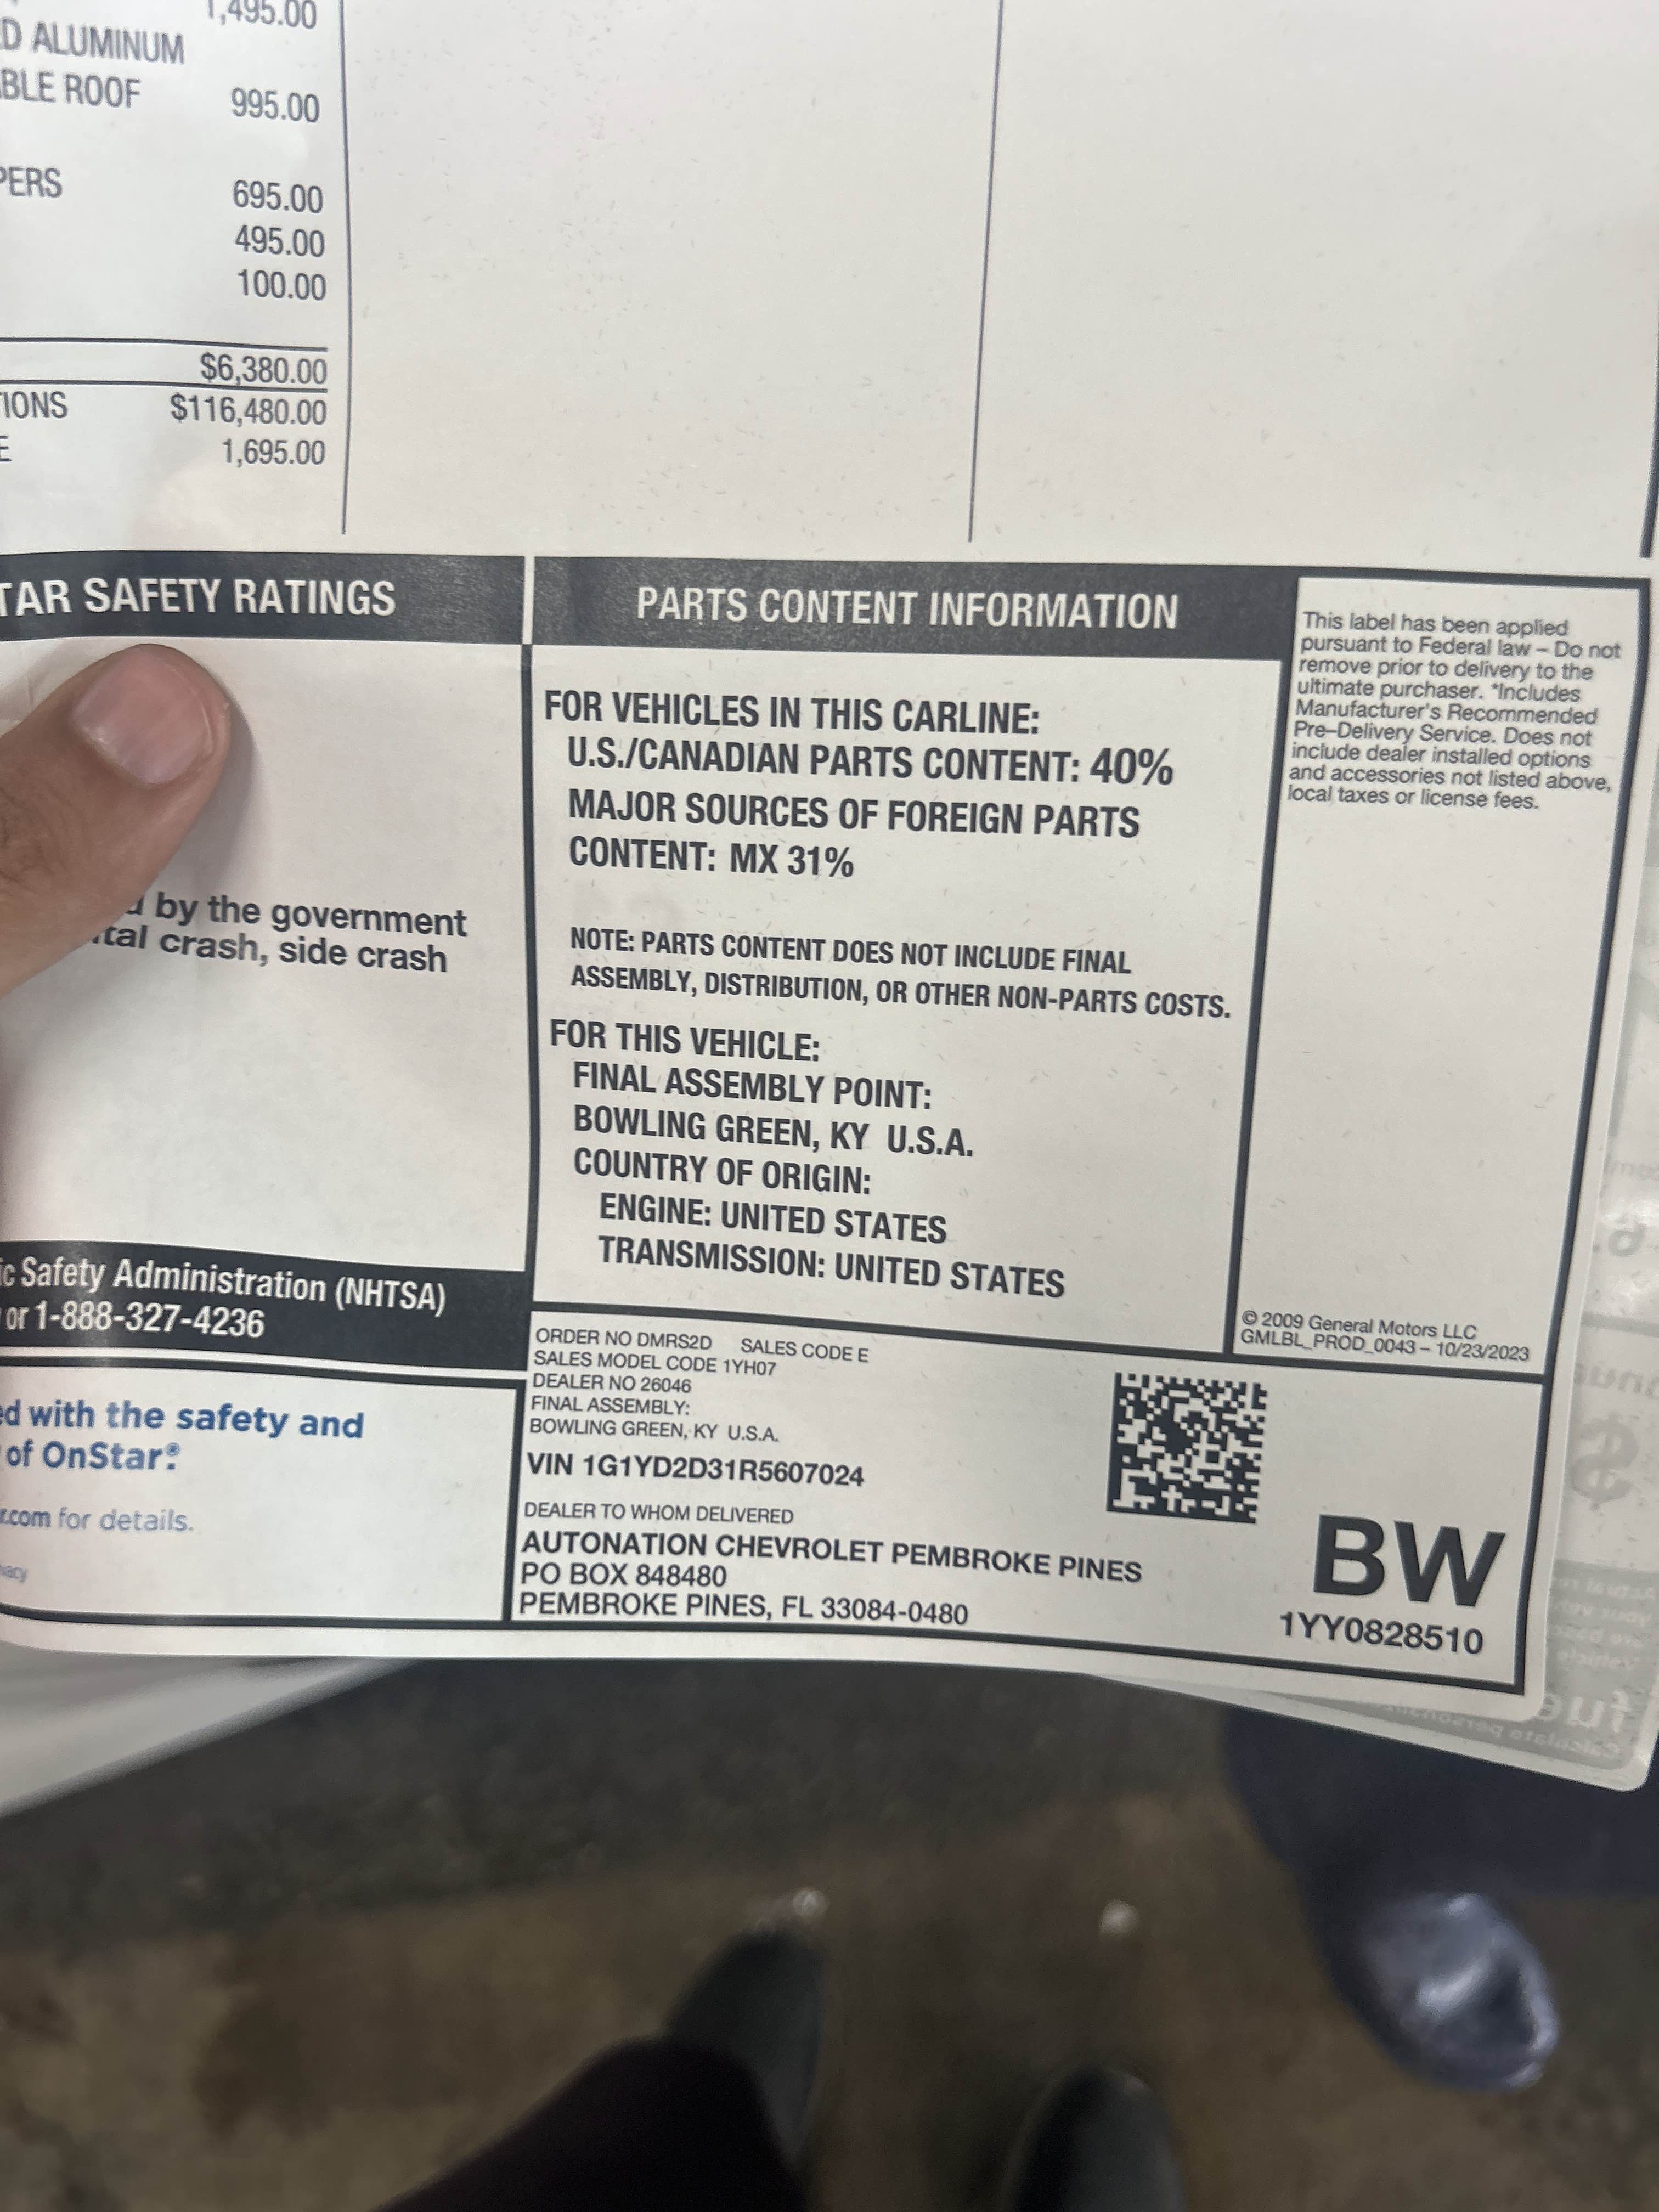 1,495.00
D ALUMINUM
BLE ROOF 995.00
PERS 695.00
495.00
100.00
$6,380.00
IONS $116,480.00
E 1,695.00
TAR SAFETY RATINGS
by the government
tal crash, side crash
c Safety Administration (NHTSA)
or 1-888-327-4236
ed with the safety and
of OnStar®
r.com for details.
vacy
PARTS CONTENT INFORMATION
FOR VEHICLES IN THIS CARLINE:
U.S./CANADIAN PARTS CONTENT: 40%
MAJOR SOURCES OF FOREIGN PARTS
CONTENT: MX 31%
NOTE: PARTS CONTENT DOES NOT INCLUDE FINAL
ASSEMBLY, DISTRIBUTION, OR OTHER NON-PARTS COSTS.
FOR THIS VEHICLE:
FINAL ASSEMBLY POINT:
BOWLING GREEN, KY U.S.A.
COUNTRY OF ORIGIN:
ENGINE: UNITED STATES
TRANSMISSION: UNITED STATES
This label has been applied
pursuant to Federal law – Do not
remove prior to delivery to the
ultimate purchaser. *Includes
Manufacturer's Recommended
Pre–Delivery Service. Does not
include dealer installed options
and accessories not listed above,
local taxes or license fees.
© 2009 General Motors LLC
GMLBL_PROD_0043 – 10/23/2023
ORDER NO DMRS2D SALES CODE E
SALES MODEL CODE 1YH07
DEALER NO 26046
FINAL ASSEMBLY:
BOWLING GREEN, KY U.S.A.
VIN 1G1YD2D31R5607024
DEALER TO WHOM DELIVERED
AUTONATION CHEVROLET PEMBROKE PINES
PO BOX 848480
PEMBROKE PINES, FL 33084-0480
BW
1YY0828510